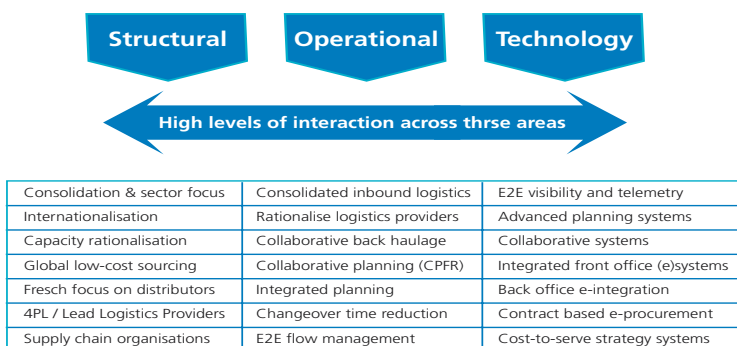 Structural Operational Technology
High levels of interaction across thrse areas
Consolidation & sector focus Consolidated inbound logistics E2E visibility and telemetry
Internationalisation Rationalise logistics providers Advanced planning systems
Capacity rationalisation Collaborative back haulage Collaborative systems
Global low-cost sourcing Collaborative planning (CPFR) Integrated front office (e)systems
Fresch focus on distributors Integrated planning Back office e-integration
4PL / Lead Logistics Providers Changeover time reduction Contract based e-procurement
Supply chain organisations E2E flow management Cost-to-serve strategy systems